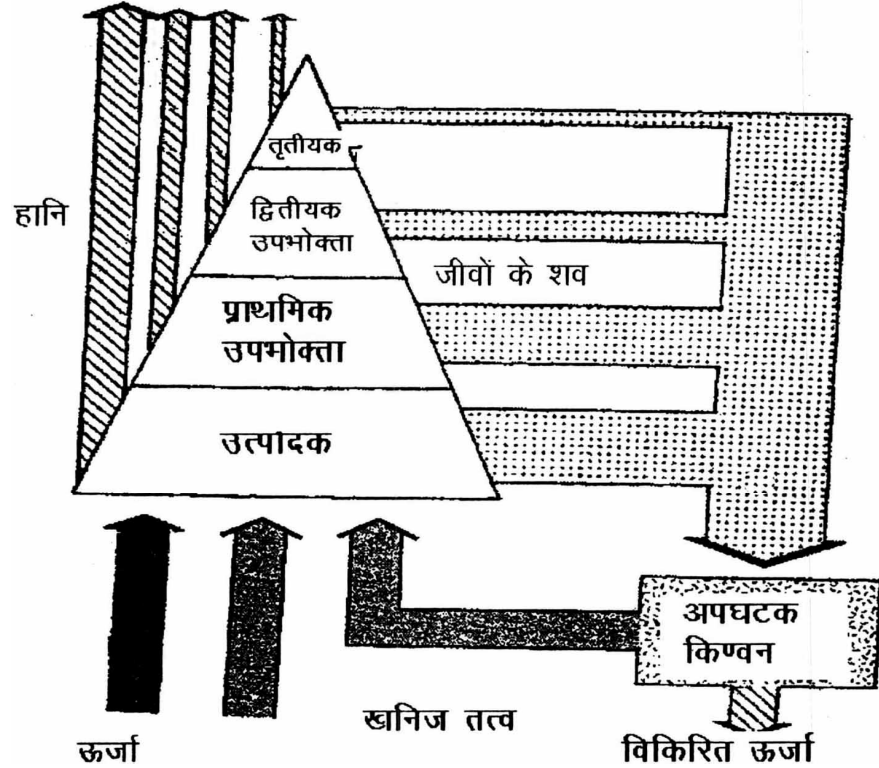 तृतीयक
हानि
द्वितीयक
उपभोक्ता
जीवों के शव
प्राथमिक
उपभोक्ता
उत्पादक
अपघटक
किण्वन
खनिज तत्व
ऊर्जा
विकिरित ऊर्जा